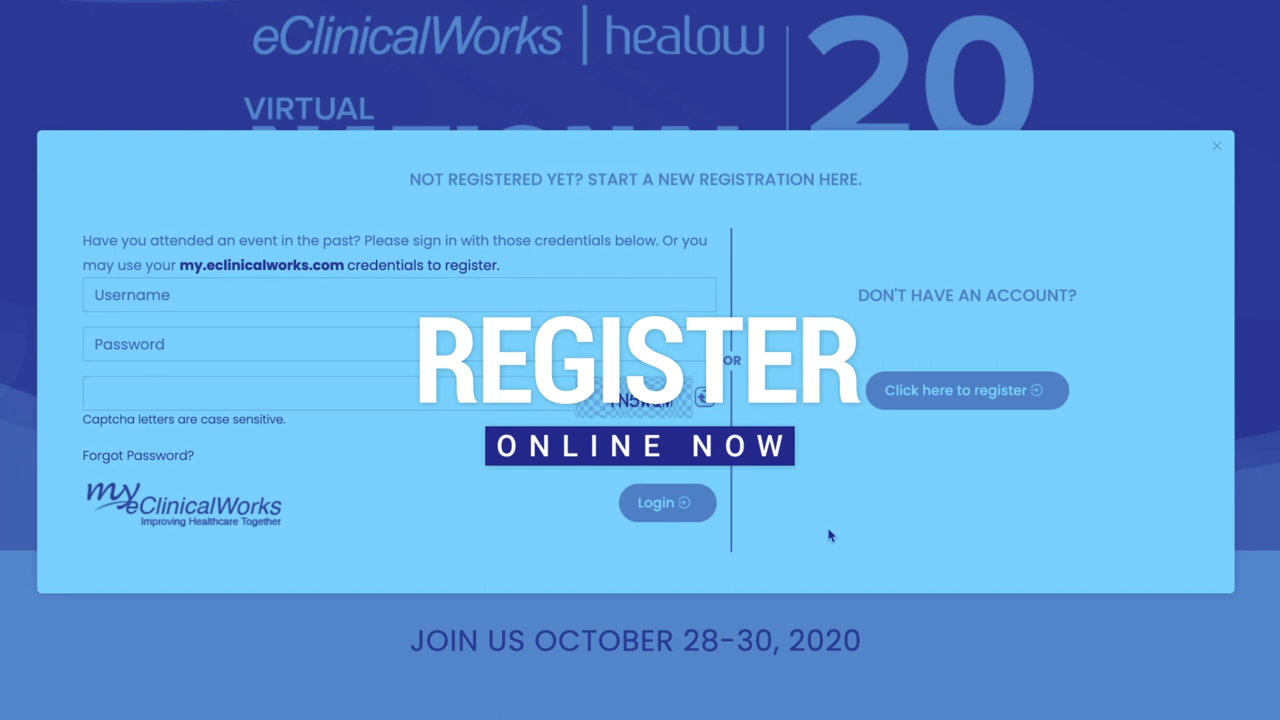 eClinicalWorks | healow
20
VIRTUAL
NOT REGISTERED YET? START A NEW REGISTRATION HERE.
Have you attended an event in the past? Please sign in with those credentials below. Or you
may use your my.eclinicalworks.com credentials to register.
Username
Password
Captcha letters are case sensitive.
Forgot Password?
my
eClinicalWorks
Improving Healthcare Together
Login
OR
DON'T HAVE AN ACCOUNT?
Click here to register
REGISTER
ONLINE NOW
JOIN US OCTOBER 28-30, 2020